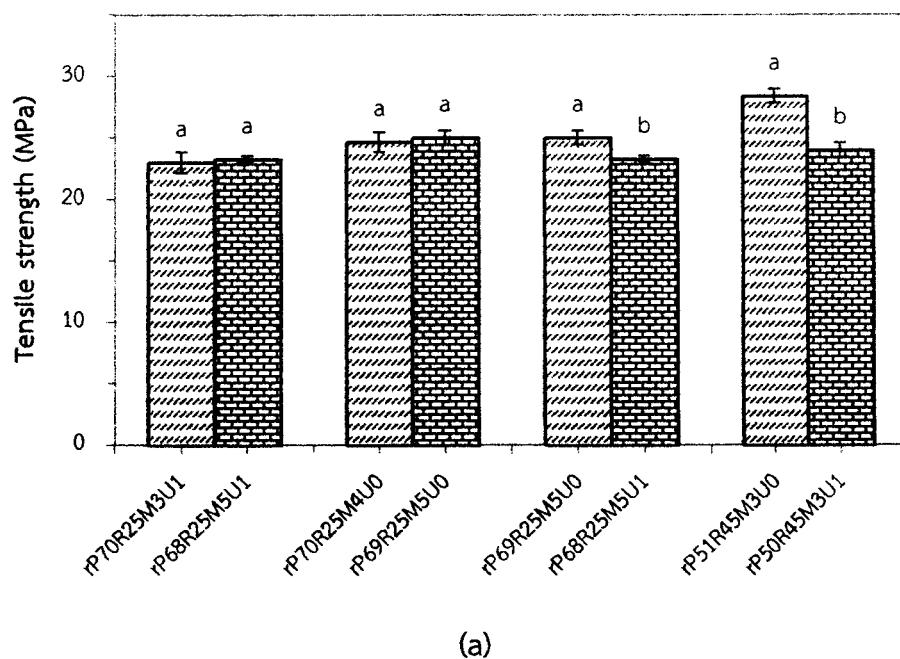 Tensile strength (MPa)
30
20
10
0
a
a
a
a
a
b
a
b
rP70R25M3U1
rP68R25M5U1
rP70R25M4U0
rP69R25M5U0
rP69R25M5U0
rP68R25M5U1
rP51R45M3U0
rP50R45M3U1
(a)